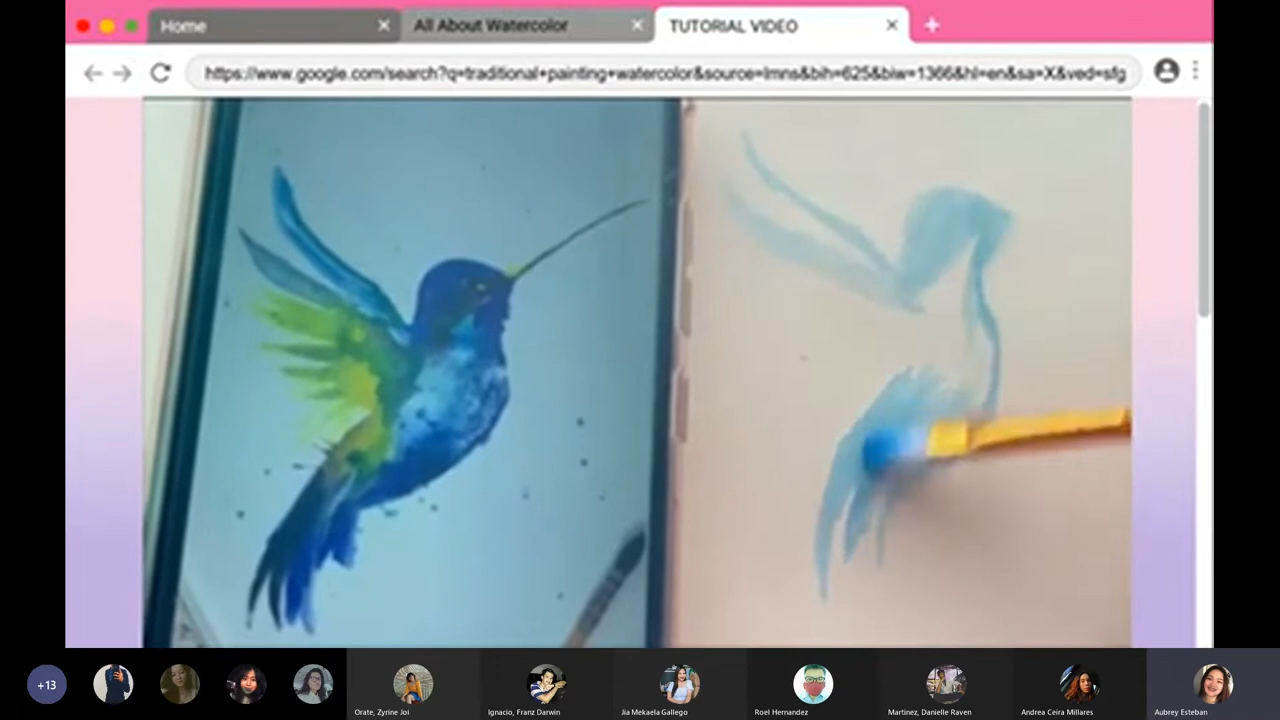 Home
All About Watercolor
TUTORIAL VIDEO
https://www.google.com/search?q=traditional+painting+watercolor&source=lmns&bih=625&biw=1366&hl=en&sa=X&ved=sfg
+13
Orate, Zyrine Joi
Ignacio, Franz Darwin
Jia Mekaela Gallego
Roel Hernandez
Martinez, Danielle Raven
Andrea Ceira Millares
Aubrey Esteban